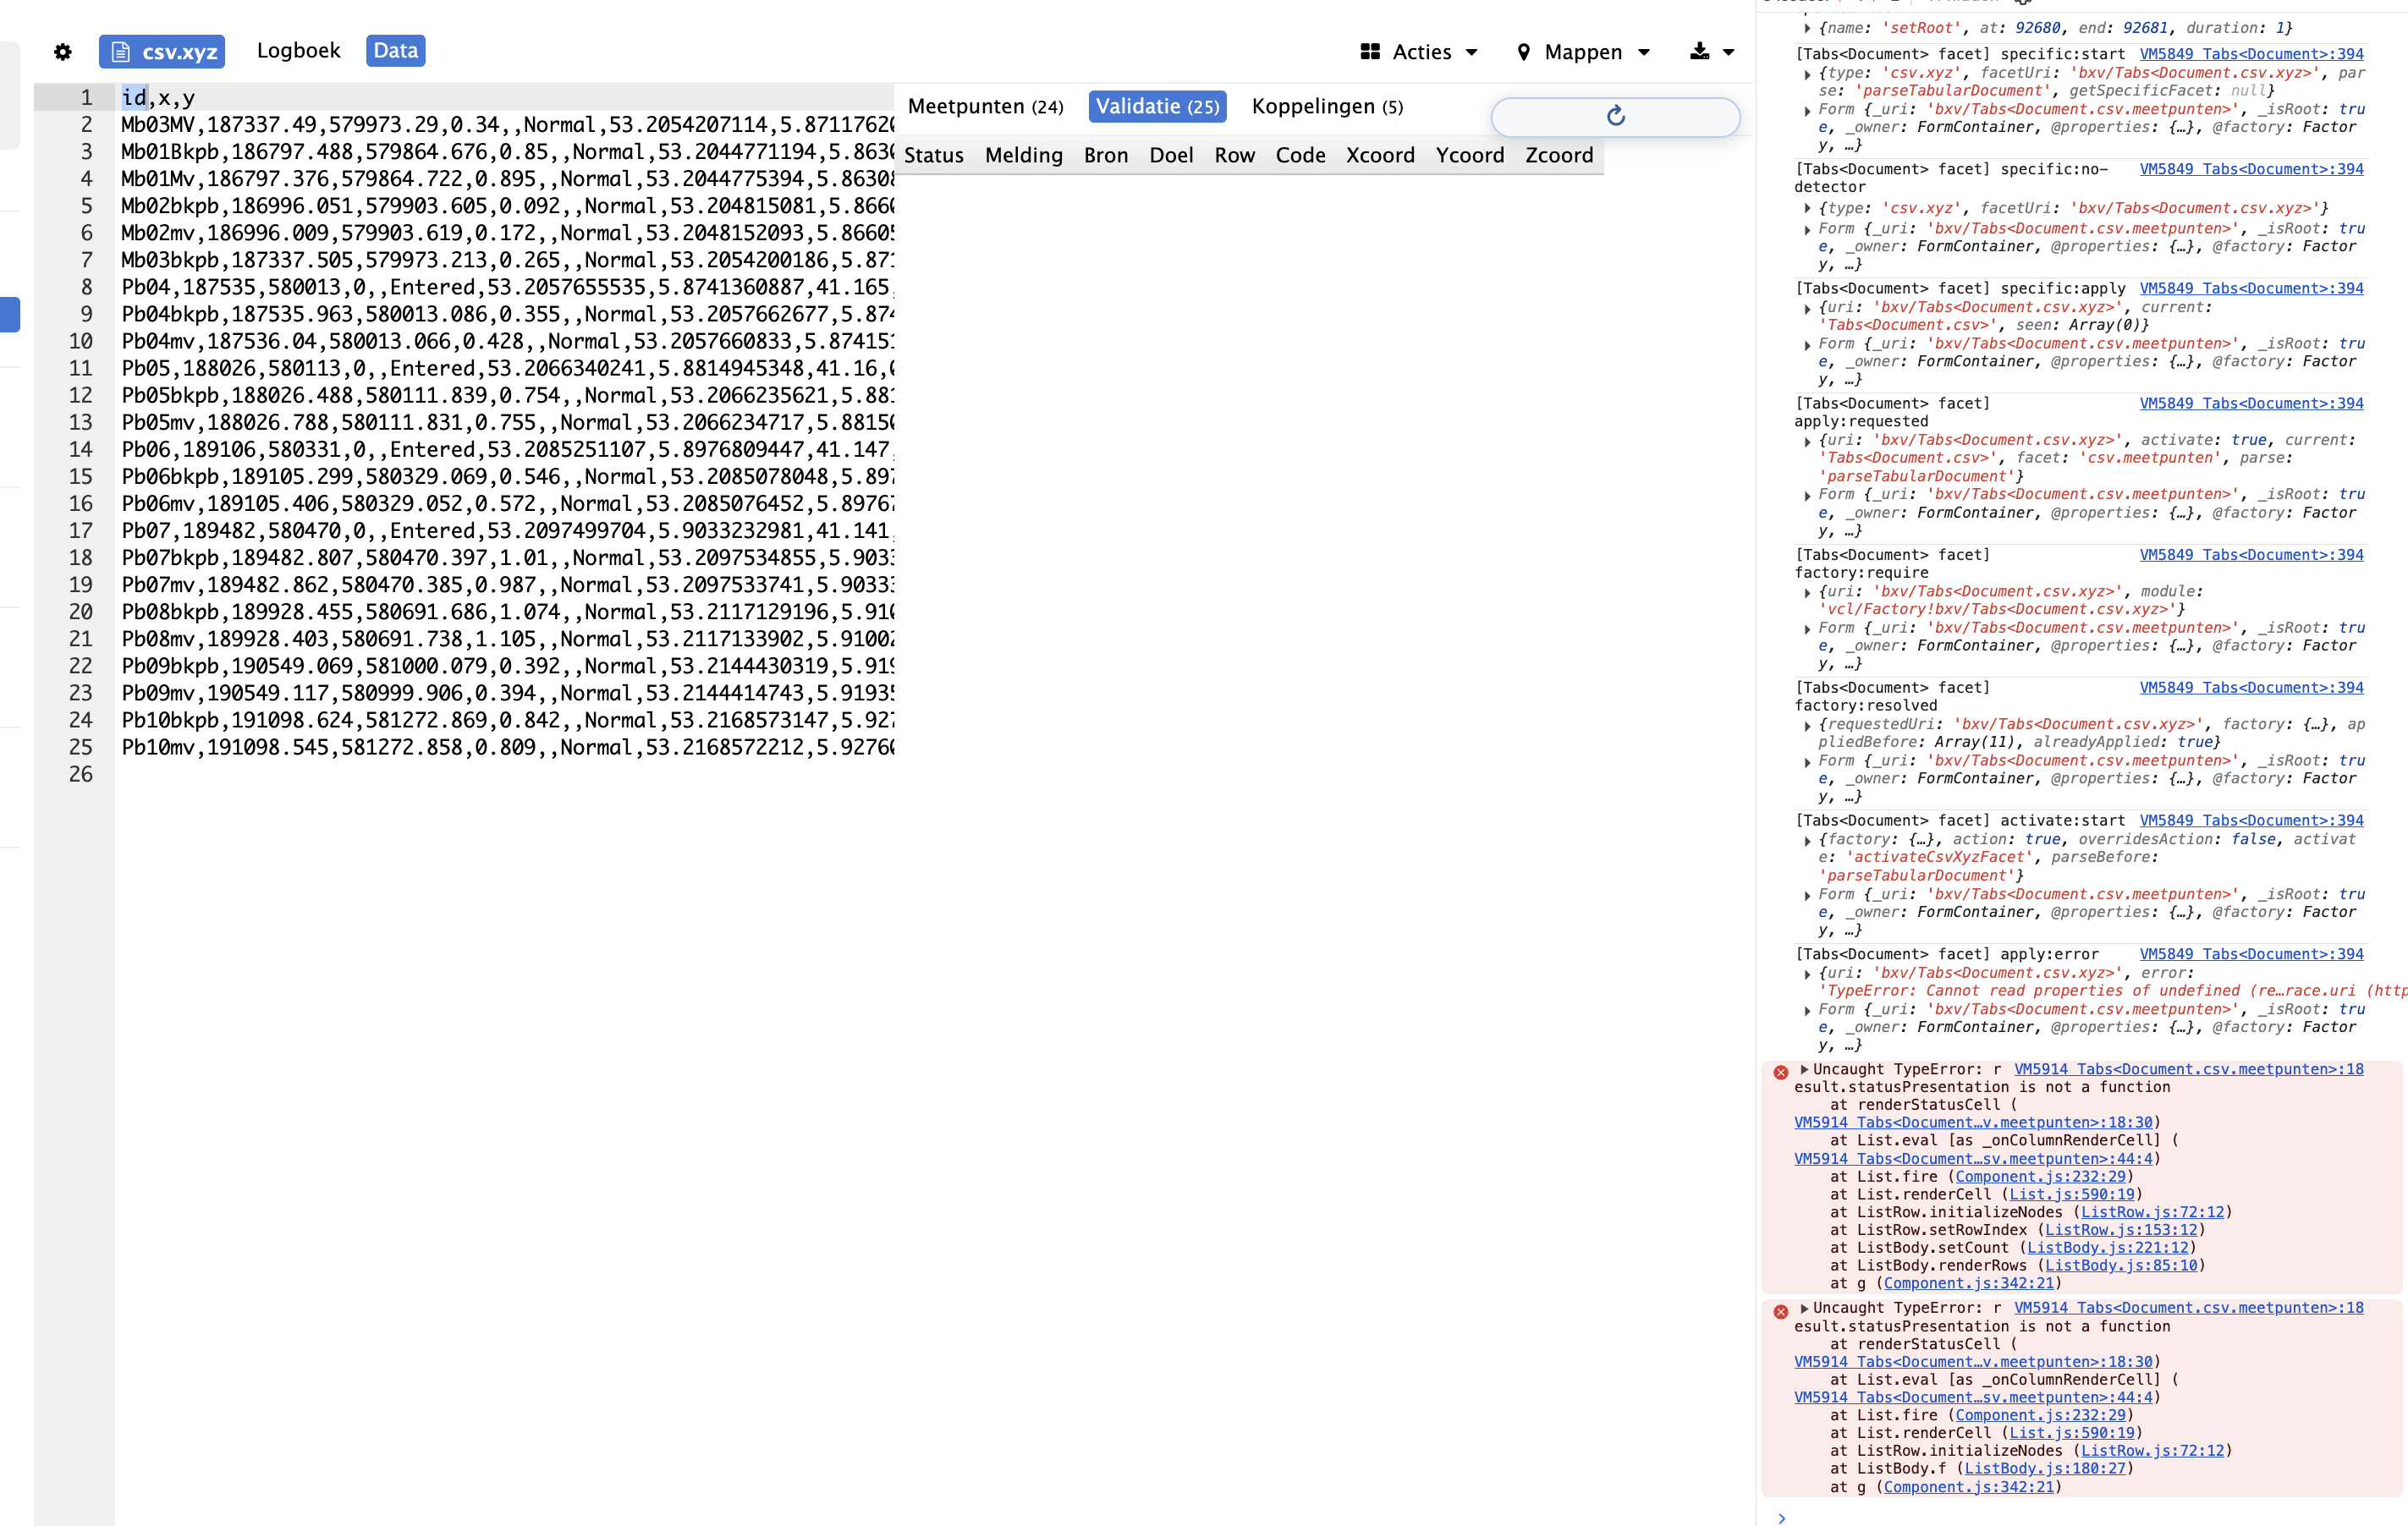 csv.xyz Logboek Data Acties Mappen
Meetpunten (24) Validatie (25) Koppelingen (5)
Status Melding Bron Doel Row Code Xcoord Ycoord Zcoord
1 id,x,y
2 Mb03MV,187337.49,579973.29,0.34,,Normal,53.2054207114,5.8711762
3 Mb01Bkpb,186797.488,579864.676,0.85,,Normal,53.2044771194,5.863
4 Mb01Mv,186797.376,579864.722,0.895,,Normal,53.2044775394,5.8630
5 Mb02bkpb,186996.051,579903.605,0.092,,Normal,53.204815081,5.866
6 Mb02mv,186996.009,579903.619,0.172,,Normal,53.2048152093,5.8660
7 Mb03bkpb,187337.505,579973.213,0.265,,Normal,53.2054200186,5.87
8 Pb04,187535,580013,0,,Entered,53.2057655535,5.8741360887,41.165,
9 Pb04bkpb,187535.963,580013.086,0.355,,Normal,53.2057662677,5.874
10 Pb04mv,187536.04,580013.066,0.428,,Normal,53.2057660833,5.87415
11 Pb05,188026,580113,0,,Entered,53.2066340241,5.8814945348,41.16,
12 Pb05bkpb,188026.488,580111.839,0.754,,Normal,53.2066235621,5.88
13 Pb05mv,188026.788,580111.831,0.755,,Normal,53.2066234717,5.8815
14 Pb06,189106,580331,0,,Entered,53.2085251107,5.8976809447,41.147,
15 Pb06bkpb,189105.299,580329.069,0.546,,Normal,53.2085078048,5.89
16 Pb06mv,189105.406,580329.052,0.572,,Normal,53.2085076452,5.8976
17 Pb07,189482,580470,0,,Entered,53.2097499704,5.9033232981,41.141,
18 Pb07bkpb,189482.807,580470.397,1.01,,Normal,53.2097534855,5.903
19 Pb07mv,189482.862,580470.385,0.987,,Normal,53.2097533741,5.9033
20 Pb08bkpb,189928.455,580691.686,1.074,,Normal,53.2117129196,5.91
21 Pb08mv,189928.403,580691.738,1.105,,Normal,53.2117133902,5.9100
22 Pb09bkpb,190549.069,581000.079,0.392,,Normal,53.2144430319,5.91
23 Pb09mv,190549.117,580999.906,0.394,,Normal,53.2144414743,5.9193
24 Pb10bkpb,191098.624,581272.869,0.842,,Normal,53.2168573147,5.92
25 Pb10mv,191098.545,581272.858,0.809,,Normal,53.2168572212,5.9276
26
{name: 'setRoot', at: 92680, end: 92681, duration: 1}
[Tabs<Document> facet] specific:start VM5849 Tabs<Document>:394
{type: 'csv.xyz', facetUri: 'bxv/Tabs<Document.csv.xyz>', par
se: 'parseTabularDocument', getSpecificFacet: null}
Form {_uri: 'bxv/Tabs<Document.csv.meetpunten>', _isRoot: tru
e, _owner: FormContainer, @properties: {…}, @factory: Factor
y, …}
[Tabs<Document> facet] specific:no- VM5849 Tabs<Document>:394
detector
{type: 'csv.xyz', facetUri: 'bxv/Tabs<Document.csv.xyz>'}
Form {_uri: 'bxv/Tabs<Document.csv.meetpunten>', _isRoot: tru
e, _owner: FormContainer, @properties: {…}, @factory: Factor
y, …}
[Tabs<Document> facet] specific:apply VM5849 Tabs<Document>:394
{uri: 'bxv/Tabs<Document.csv.xyz>', current:
'Tabs<Document.csv>', seen: Array(0)}
Form {_uri: 'bxv/Tabs<Document.csv.meetpunten>', _isRoot: tru
e, _owner: FormContainer, @properties: {…}, @factory: Factor
y, …}
[Tabs<Document> facet] VM5849 Tabs<Document>:394
apply:requested
{uri: 'bxv/Tabs<Document.csv.xyz>', activate: true, current:
'Tabs<Document.csv>', facet: 'csv.meetpunten', parse:
'parseTabularDocument'}
Form {_uri: 'bxv/Tabs<Document.csv.meetpunten>', _isRoot: tru
e, _owner: FormContainer, @properties: {…}, @factory: Factor
y, …}
[Tabs<Document> facet] VM5849 Tabs<Document>:394
factory:require
{uri: 'bxv/Tabs<Document.csv.xyz>', module:
'vcl/Factory!bxv/Tabs<Document.csv.xyz>'}
Form {_uri: 'bxv/Tabs<Document.csv.meetpunten>', _isRoot: tru
e, _owner: FormContainer, @properties: {…}, @factory: Factor
y, …}
[Tabs<Document> facet] VM5849 Tabs<Document>:394
factory:resolved
{requestedUri: 'bxv/Tabs<Document.csv.xyz>', factory: {…}, ap
pliedBefore: Array(11), alreadyApplied: true}
Form {_uri: 'bxv/Tabs<Document.csv.meetpunten>', _isRoot: tru
e, _owner: FormContainer, @properties: {…}, @factory: Factor
y, …}
[Tabs<Document> facet] activate:start VM5849 Tabs<Document>:394
{factory: {…}, action: true, overridesAction: false, activat
e: 'activateCsvXyzFacet', parseBefore:
'parseTabularDocument'}
Form {_uri: 'bxv/Tabs<Document.csv.meetpunten>', _isRoot: tru
e, _owner: FormContainer, @properties: {…}, @factory: Factor
y, …}
[Tabs<Document> facet] apply:error VM5849 Tabs<Document>:394
{uri: 'bxv/Tabs<Document.csv.xyz>', error:
'TypeError: Cannot read properties of undefined (re…race.uri (http
Form {_uri: 'bxv/Tabs<Document.csv.meetpunten>', _isRoot: tru
e, _owner: FormContainer, @properties: {…}, @factory: Factor
y, …}
Uncaught TypeError: r VM5914 Tabs<Document.csv.meetpunten>:18
esult.statusPresentation is not a function
at renderStatusCell (
VM5914 Tabs<Document…v.meetpunten>:18:30)
at List.eval [as _onColumnRenderCell] (
VM5914 Tabs<Document…sv.meetpunten>:44:4)
at List.fire (Component.js:232:29)
at List.renderCell (List.js:590:19)
at ListRow.initializeNodes (ListRow.js:72:12)
at ListRow.setRowIndex (ListRow.js:153:12)
at ListBody.setCount (ListBody.js:221:12)
at ListBody.renderRows (ListBody.js:85:10)
at g (Component.js:342:21)
Uncaught TypeError: r VM5914 Tabs<Document.csv.meetpunten>:18
esult.statusPresentation is not a function
at renderStatusCell (
VM5914 Tabs<Document…v.meetpunten>:18:30)
at List.eval [as _onColumnRenderCell] (
VM5914 Tabs<Document…sv.meetpunten>:44:4)
at List.fire (Component.js:232:29)
at List.renderCell (List.js:590:19)
at ListRow.initializeNodes (ListRow.js:72:12)
at ListBody.f (ListBody.js:180:27)
at g (Component.js:342:21)